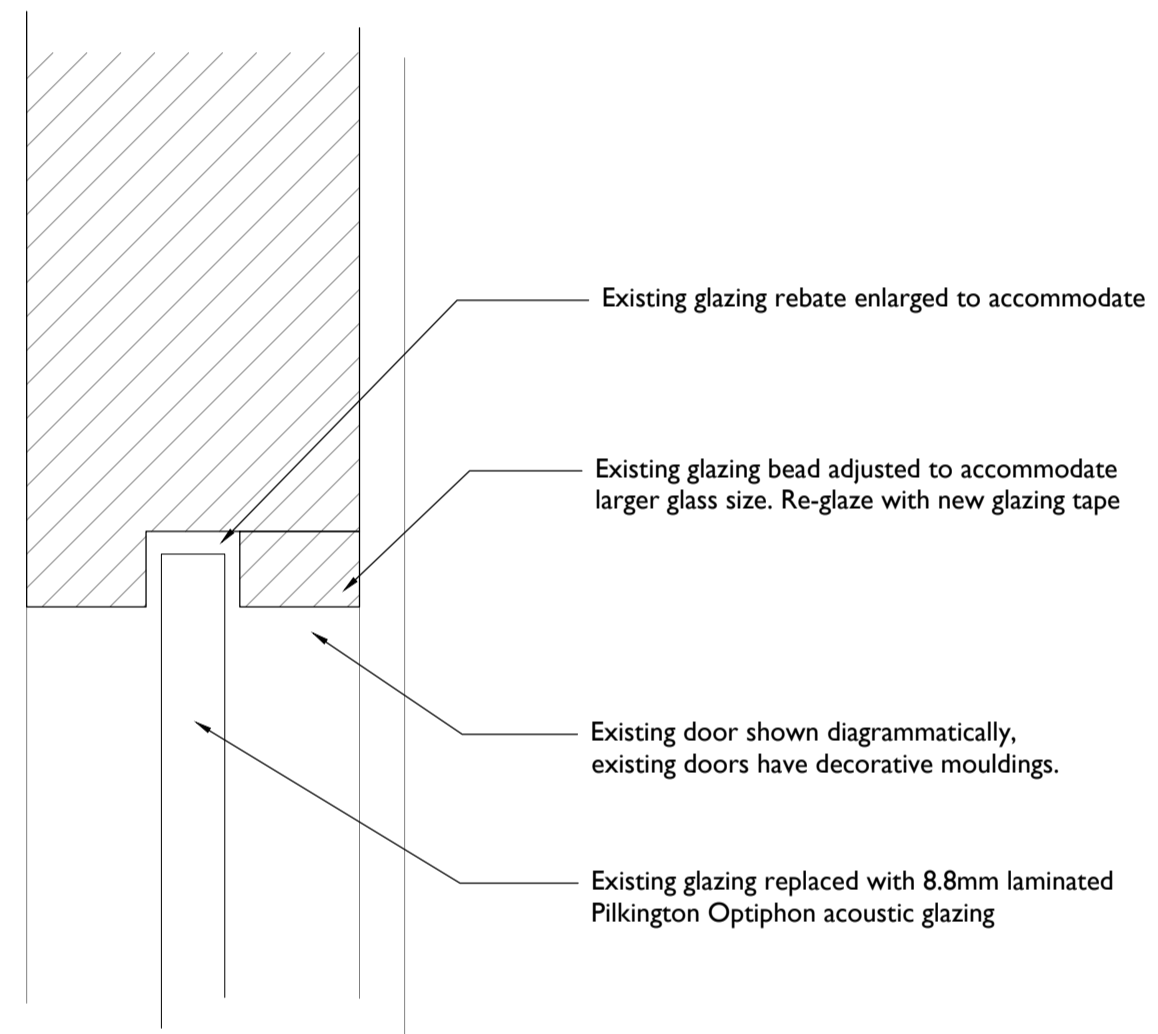 Existing glazing rebate enlarged to accommodate
Existing glazing bead adjusted to accommodate
larger glass size. Re-glaze with new glazing tape
Existing door shown diagrammatically,
existing doors have decorative mouldings.
Existing glazing replaced with 8.8mm laminated
Pilkington Optiphon acoustic glazing